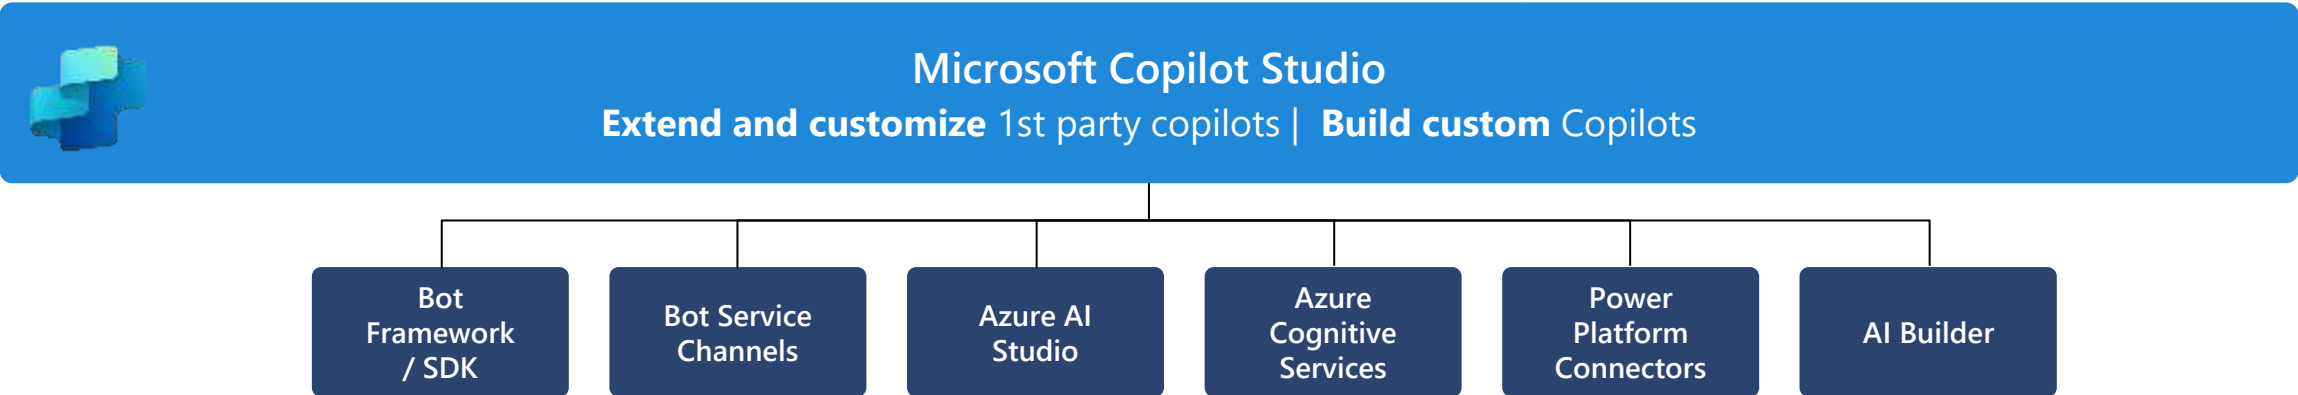 Microsoft Copilot Studio
Extend and customize 1st party copilots | Build custom Copilots
Bot
Framework
/ SDK
Bot Service
Channels
Azure AI
Studio
Azure
Cognitive
Services
Power
Platform
Connectors
AI Builder